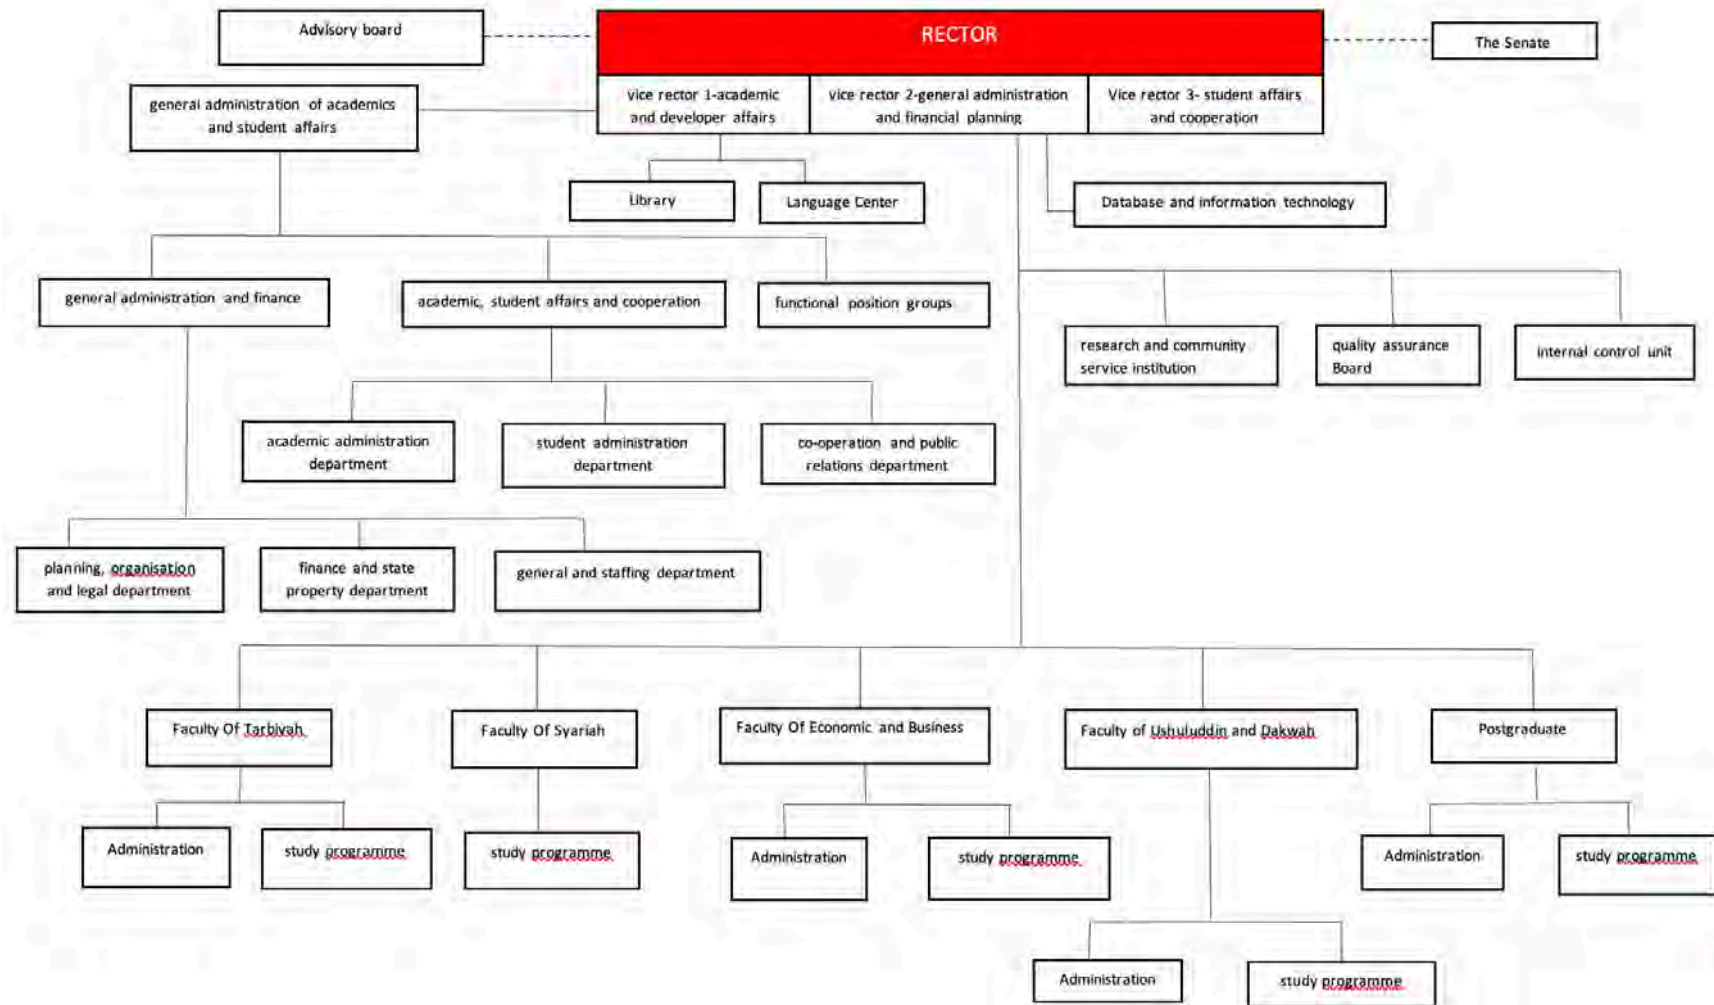 Advisory board
RECTOR
The Senate
general administration of academics
and student affairs
vice rector 1-academic
and developer affairs
vice rector 2-general administration
and financial planning
Vice rector 3- student affairs
and cooperation
Library
Language Center
Database and information technology
general administration and finance
academic, student affairs and cooperation
functional position groups
research and community
service institution
quality assurance
Board
internal control unit
academic administration
department
student administration
department
co-operation and public
relations department
planning, organisation
and legal department
finance and state
property department
general and staffing department
Faculty Of Tarbiyah
Faculty Of Syariah
Faculty Of Economic and Business
Faculty of Ushuluddin and Dakwah
Postgraduate
Administration
study programme
study programme
Administration
study programme
Administration
study programme
Administration
study programme